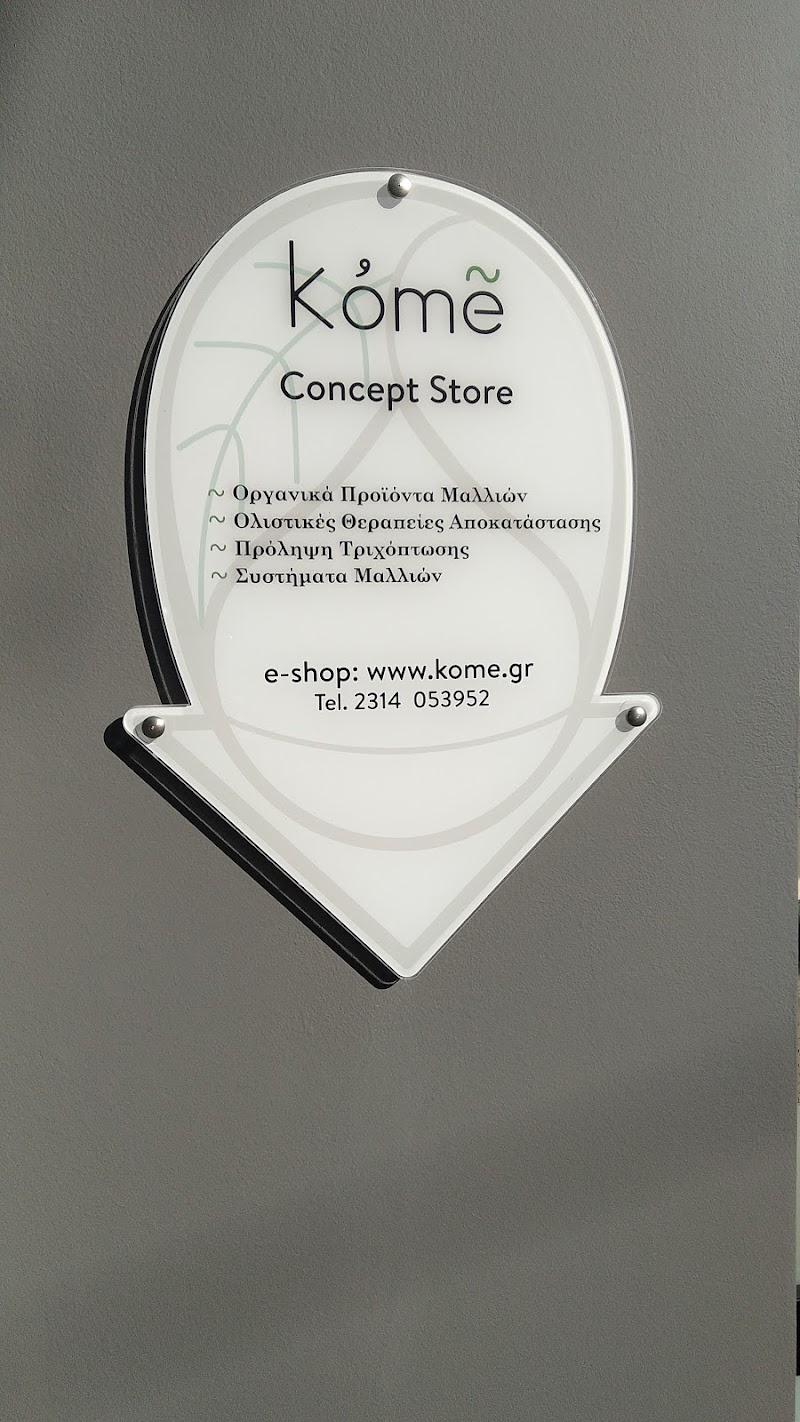 kómẽ
Concept Store
~ Οργανικά Προϊόντα Μαλλιών
~ Ολιστικές Θεραπείες Αποκατάστασης
~ Πρόληψη Τριχόπτωσης
~ Συστήματα Μαλλιών
e-shop: www.kome.gr
Tel. 2314 053952